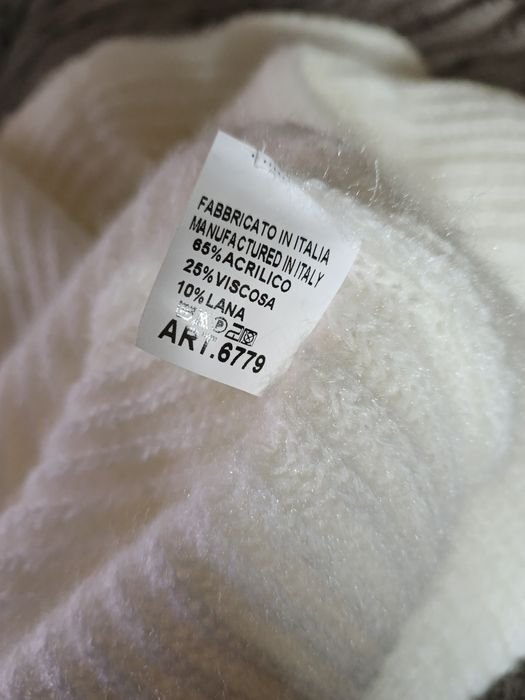 FABBRICATO IN ITALIA
MANUFACTURED IN ITALY
65% ACRILICO
25% VISCOSA
10% LANA
ART.6779